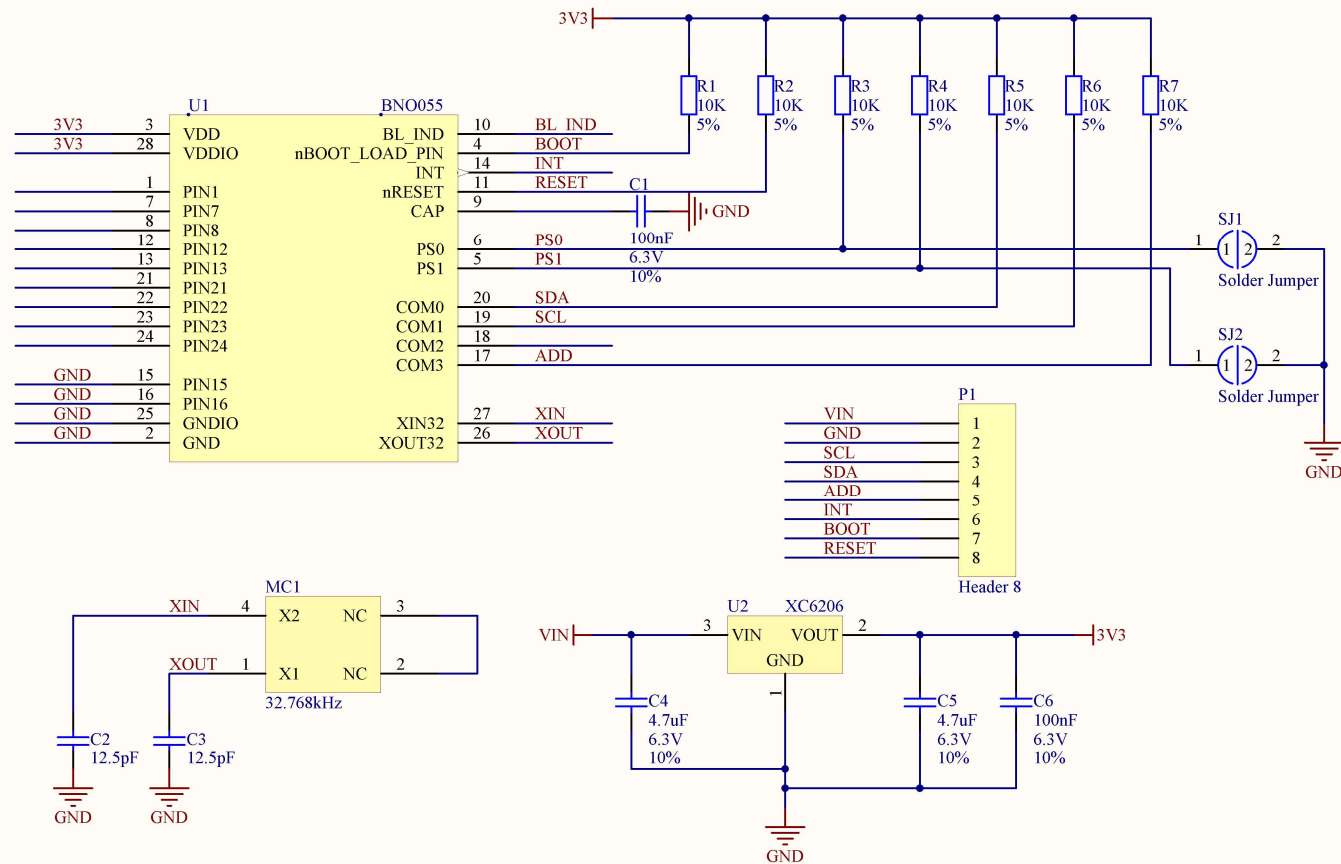 3V3
R1
10K
5%
R2
10K
5%
R3
10K
5%
R4
10K
5%
R5
10K
5%
R6
10K
5%
R7
10K
5%
U1 BNO055
3V3 3 VDD
3V3 28 VDDIO
1 PIN1
7 PIN7
8 PIN8
12 PIN12
13 PIN13
21 PIN21
22 PIN22
23 PIN23
24 PIN24
GND 15 PIN15
GND 16 PIN16
GND 25 GNDIO
GND 2 GND
BL_IND 10 BL_IND
nBOOT_LOAD_PIN 4 BOOT
INT 14 INT
nRESET 11 RESET
CAP 9
PS0 6 PS0
PS1 5 PS1
COM0 20 SDA
COM1 19 SCL
COM2 18
COM3 17 ADD
XIN32 27 XIN
XOUT32 26 XOUT
C1
GND
100nF
6.3V
10%
SJ1
1 1 2 2
Solder Jumper
SJ2
1 1 2 2
Solder Jumper
GND
P1
VIN 1
GND 2
SCL 3
SDA 4
ADD 5
INT 6
BOOT 7
RESET 8
Header 8
MC1
XIN 4 X2 NC 3
XOUT 1 X1 NC 2
32.768kHz
C2
12.5pF
GND
C3
12.5pF
GND
U2 XC6206
VIN 3 VIN VOUT 2 3V3
GND
1
C4
4.7uF
6.3V
10%
C5
4.7uF
6.3V
10%
C6
100nF
6.3V
10%
GND